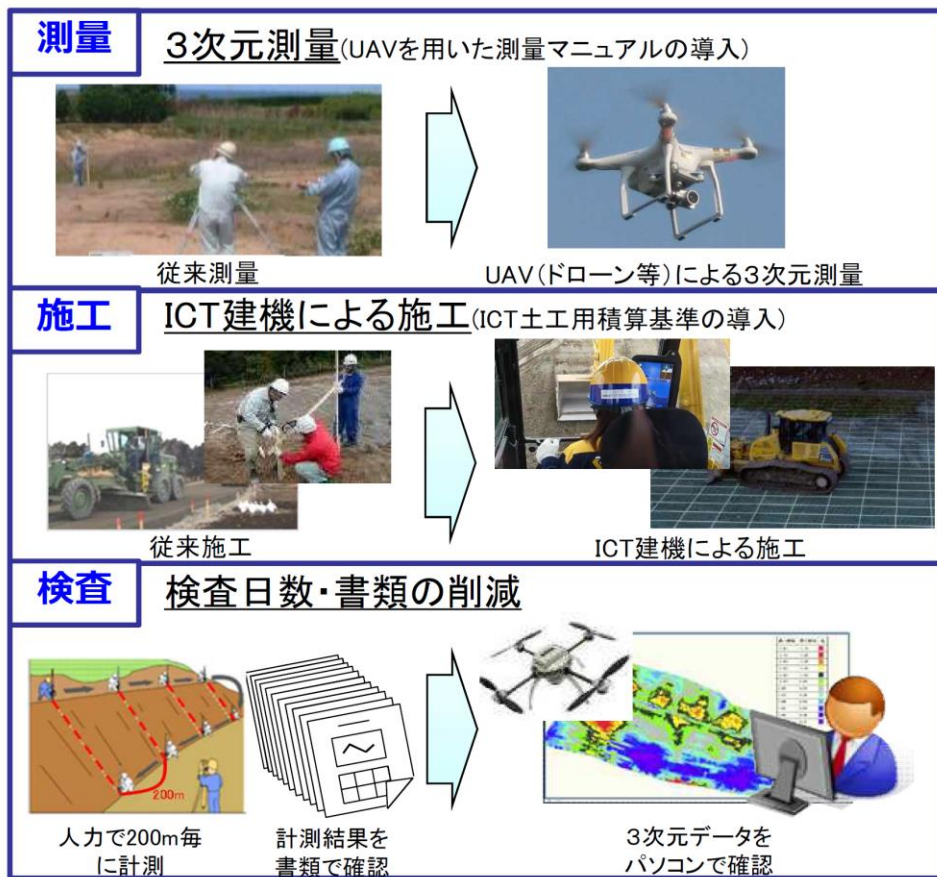 測量
3次元測量(UAVを用いた測量マニュアルの導入)
従来測量
UAV(ドローン等)による3次元測量
施工
ICT建機による施工(ICT土工用積算基準の導入)
従来施工
ICT建機による施工
検査
検査日数・書類の削減
200m
人力で200m毎
に計測
計測結果を
書類で確認
3次元データを
パソコンで確認